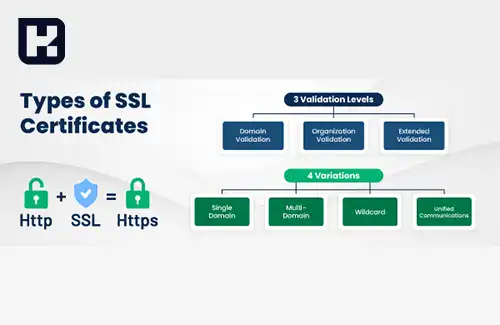 Types of SSL
Certificates
Http + SSL = Https
3 Validation Levels
Domain
Validation
Organization
Validation
Extended
Validation
4 Variations
Single
Domain
Multi-
Domain
Wildcard
Unified
Communications